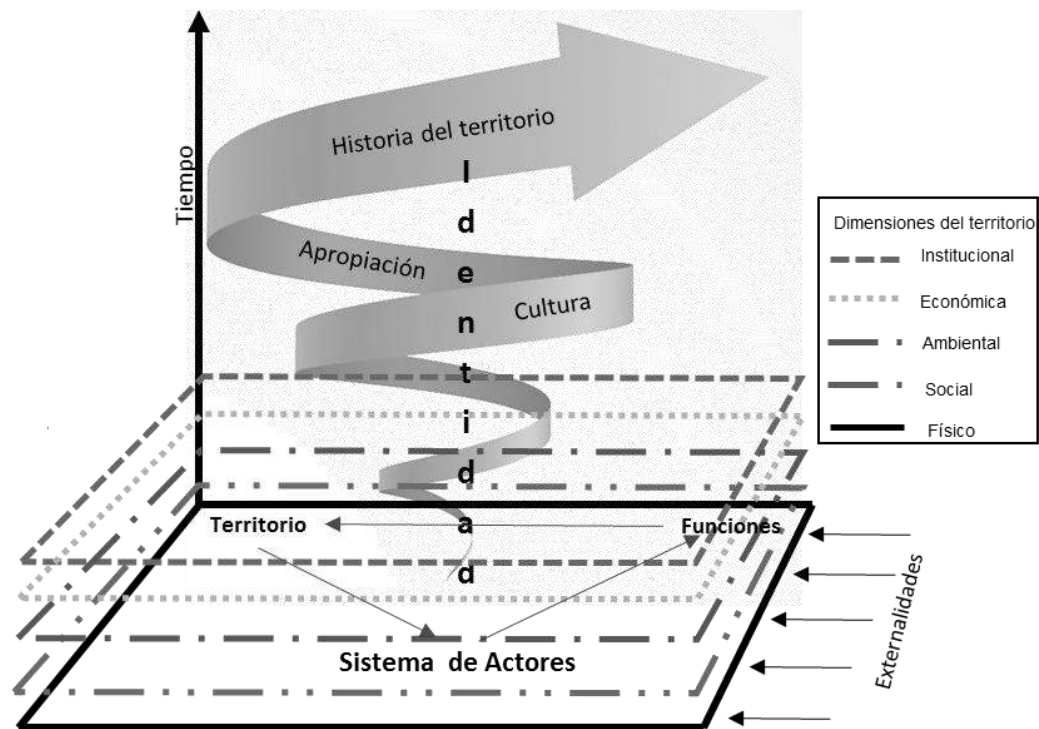 Tiempo
Historia del territorio
Apropiación
Cultura
Identidad
Territorio
Funciones
Sistema de Actores
Externalidades
Dimensiones del territorio
Institucional
Económica
Ambiental
Social
Físico